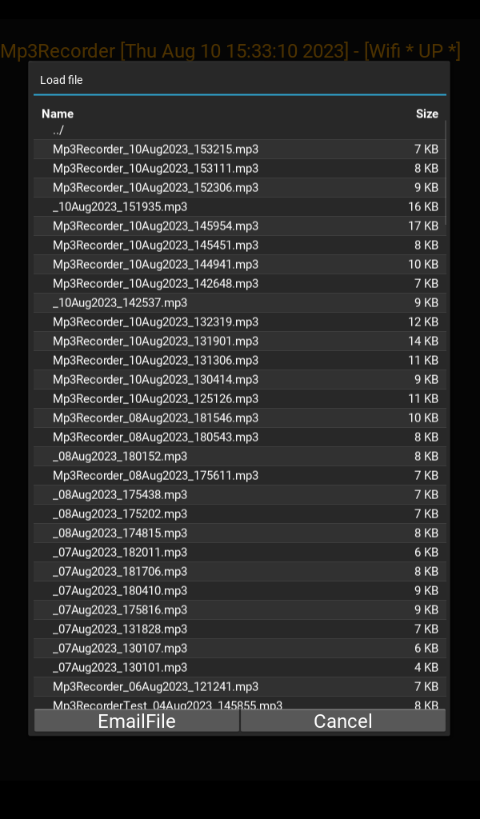 Mp3Recorder [Thu Aug 10 15:33:10 2023] - [Wifi * UP *]
Load file
Name Size
../
Mp3Recorder_10Aug2023_153215.mp3 7 KB
Mp3Recorder_10Aug2023_153111.mp3 8 KB
Mp3Recorder_10Aug2023_152306.mp3 9 KB
_10Aug2023_151935.mp3 16 KB
Mp3Recorder_10Aug2023_145954.mp3 17 KB
Mp3Recorder_10Aug2023_145451.mp3 8 KB
Mp3Recorder_10Aug2023_144941.mp3 10 KB
Mp3Recorder_10Aug2023_142648.mp3 7 KB
_10Aug2023_142537.mp3 9 KB
Mp3Recorder_10Aug2023_132319.mp3 12 KB
Mp3Recorder_10Aug2023_131901.mp3 14 KB
Mp3Recorder_10Aug2023_131306.mp3 11 KB
Mp3Recorder_10Aug2023_130414.mp3 9 KB
Mp3Recorder_10Aug2023_125126.mp3 11 KB
Mp3Recorder_08Aug2023_181546.mp3 10 KB
Mp3Recorder_08Aug2023_180543.mp3 8 KB
_08Aug2023_180152.mp3 8 KB
Mp3Recorder_08Aug2023_175611.mp3 7 KB
_08Aug2023_175438.mp3 7 KB
_08Aug2023_175202.mp3 7 KB
_08Aug2023_174815.mp3 8 KB
_07Aug2023_182011.mp3 6 KB
_07Aug2023_181706.mp3 8 KB
_07Aug2023_180410.mp3 9 KB
_07Aug2023_175816.mp3 9 KB
_07Aug2023_131828.mp3 7 KB
_07Aug2023_130107.mp3 6 KB
_07Aug2023_130101.mp3 4 KB
Mp3Recorder_06Aug2023_121241.mp3 7 KB
Mp3RecorderTest_04Aug2023_145855.mp3 8 KB
EmailFile Cancel